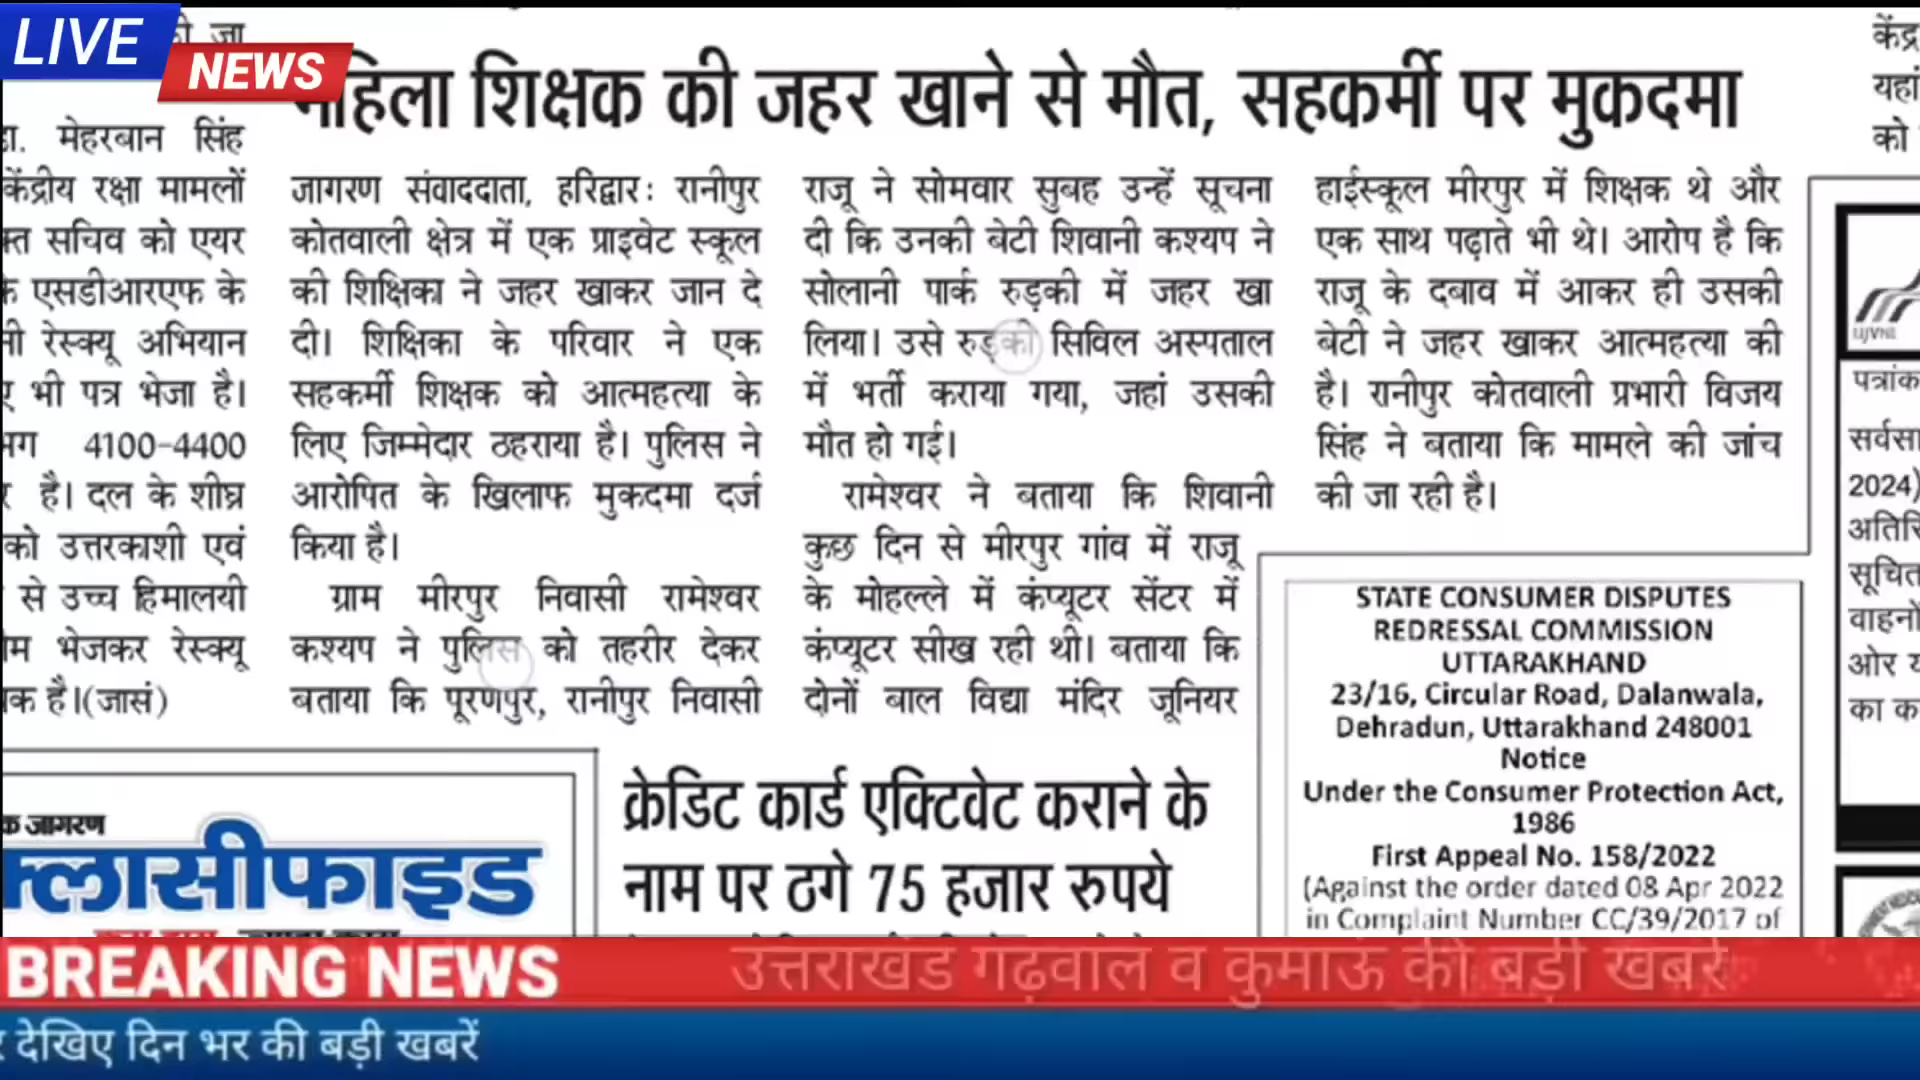 LIVE
NEWS
जा
डा. मेहरबान सिंह
केंद्रीय रक्षा मामलों
सचिव को एयर
एसडीआरएफ के
रेस्क्यू अभियान
भी पत्र भेजा है।
4100-4400
है। दल के शीघ्र
को उत्तरकाशी एवं
से उच्च हिमालयी
भेजकर रेस्क्यू
है।(जासं)
महिला शिक्षक की जहर खाने से मौत, सहकर्मी पर मुकदमा
जागरण संवाददाता, हरिद्वार: रानीपुर
कोतवाली क्षेत्र में एक प्राइवेट स्कूल
की शिक्षिका ने जहर खाकर जान दे
दी। शिक्षिका के परिवार ने एक
सहकर्मी शिक्षक को आत्महत्या के
लिए जिम्मेदार ठहराया है। पुलिस ने
आरोपित के खिलाफ मुकदमा दर्ज
किया है।
ग्राम मीरपुर निवासी रामेश्वर
कश्यप ने पुलिस को तहरीर देकर
बताया कि पूरणपुर, रानीपुर निवासी
राजू ने सोमवार सुबह उन्हें सूचना
दी कि उनकी बेटी शिवानी कश्यप ने
सोलानी पार्क रुड़की में जहर खा
लिया। उसे रुड़की सिविल अस्पताल
में भर्ती कराया गया, जहां उसकी
मौत हो गई।
रामेश्वर ने बताया कि शिवानी
कुछ दिन से मीरपुर गांव में राजू
के मोहल्ले में कंप्यूटर सेंटर में
कंप्यूटर सीख रही थी। बताया कि
दोनों बाल विद्या मंदिर जूनियर
हाईस्कूल मीरपुर में शिक्षक थे और
एक साथ पढ़ाते भी थे। आरोप है कि
राजू के दबाव में आकर ही उसकी
बेटी ने जहर खाकर आत्महत्या की
है। रानीपुर कोतवाली प्रभारी विजय
सिंह ने बताया कि मामले की जांच
की जा रही है।
केंद्र
यहां
को
UJVNL
पत्रांक
2024)
वाहनों
ओर
का
STATE CONSUMER DISPUTES
REDRESSAL COMMISSION
UTTARAKHAND
23/16, Circular Road, Dalanwala,
Dehradun, Uttarakhand 248001
Notice
Under the Consumer Protection Act,
1986
First Appeal No. 158/2022
(Against the order dated 08 Apr 2022
in Complaint Number CC/39/2017 of
क्रेडिट कार्ड एक्टिवेट कराने के
नाम पर ठगे 75 हजार रुपये
जागरण
क्लासीफाइड
BREAKING NEWS
उत्तराखंड गढ़वाल व कुमाऊं की बड़ी खबरें
देखिए दिन भर की बड़ी खबरें